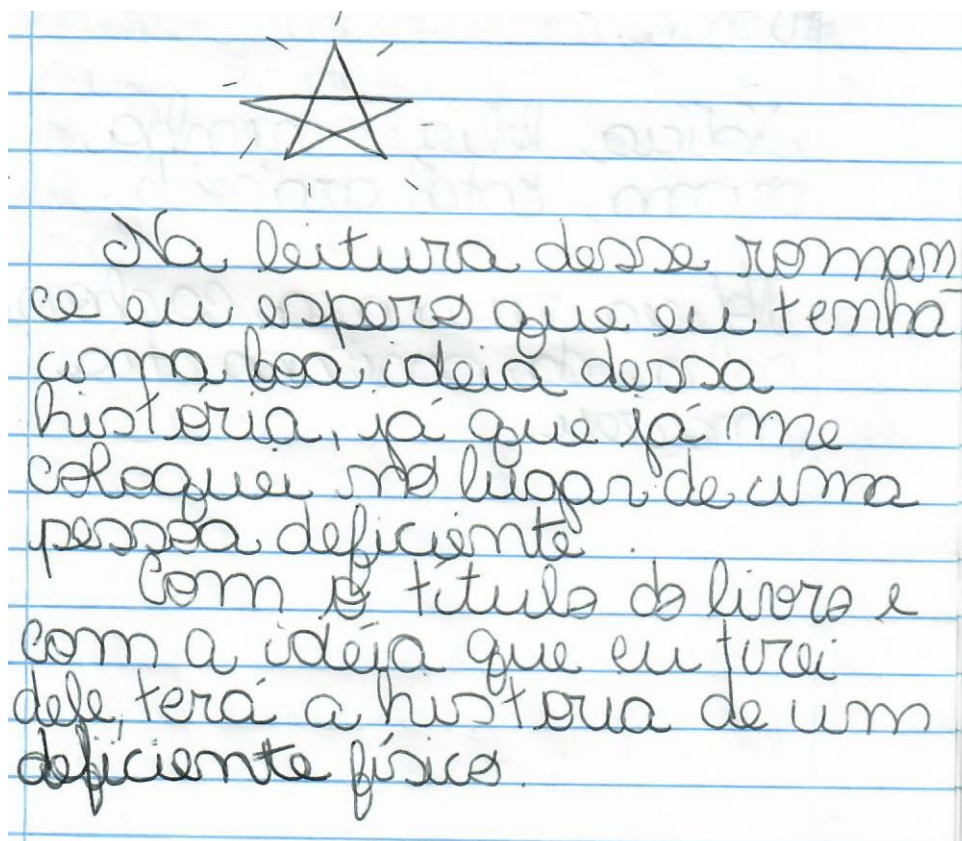 Na leitura desse roman
ce eu espero que eu tenha
uma boa ideia dessa
história, já que já me
coloquei no lugar de uma
pessoa deficiente.
Com o título do livro e
com a idéia que eu tirei
dele, terá a história de um
deficiente físico.